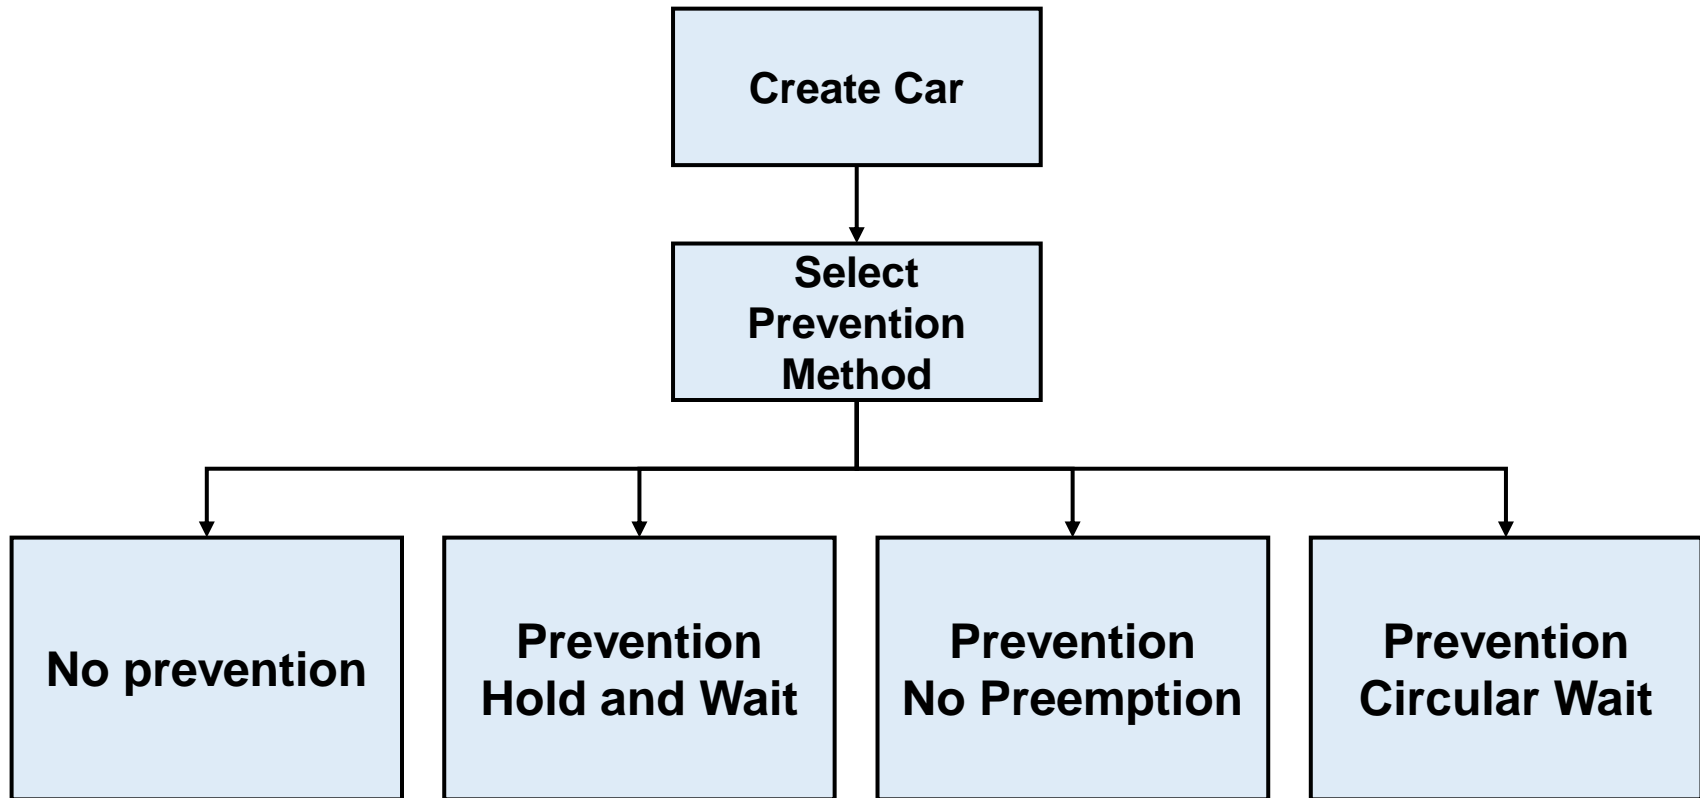 Create Car
Select
Prevention
Method
No prevention
Prevention
Hold and Wait
Prevention
No Preemption
Prevention
Circular Wait